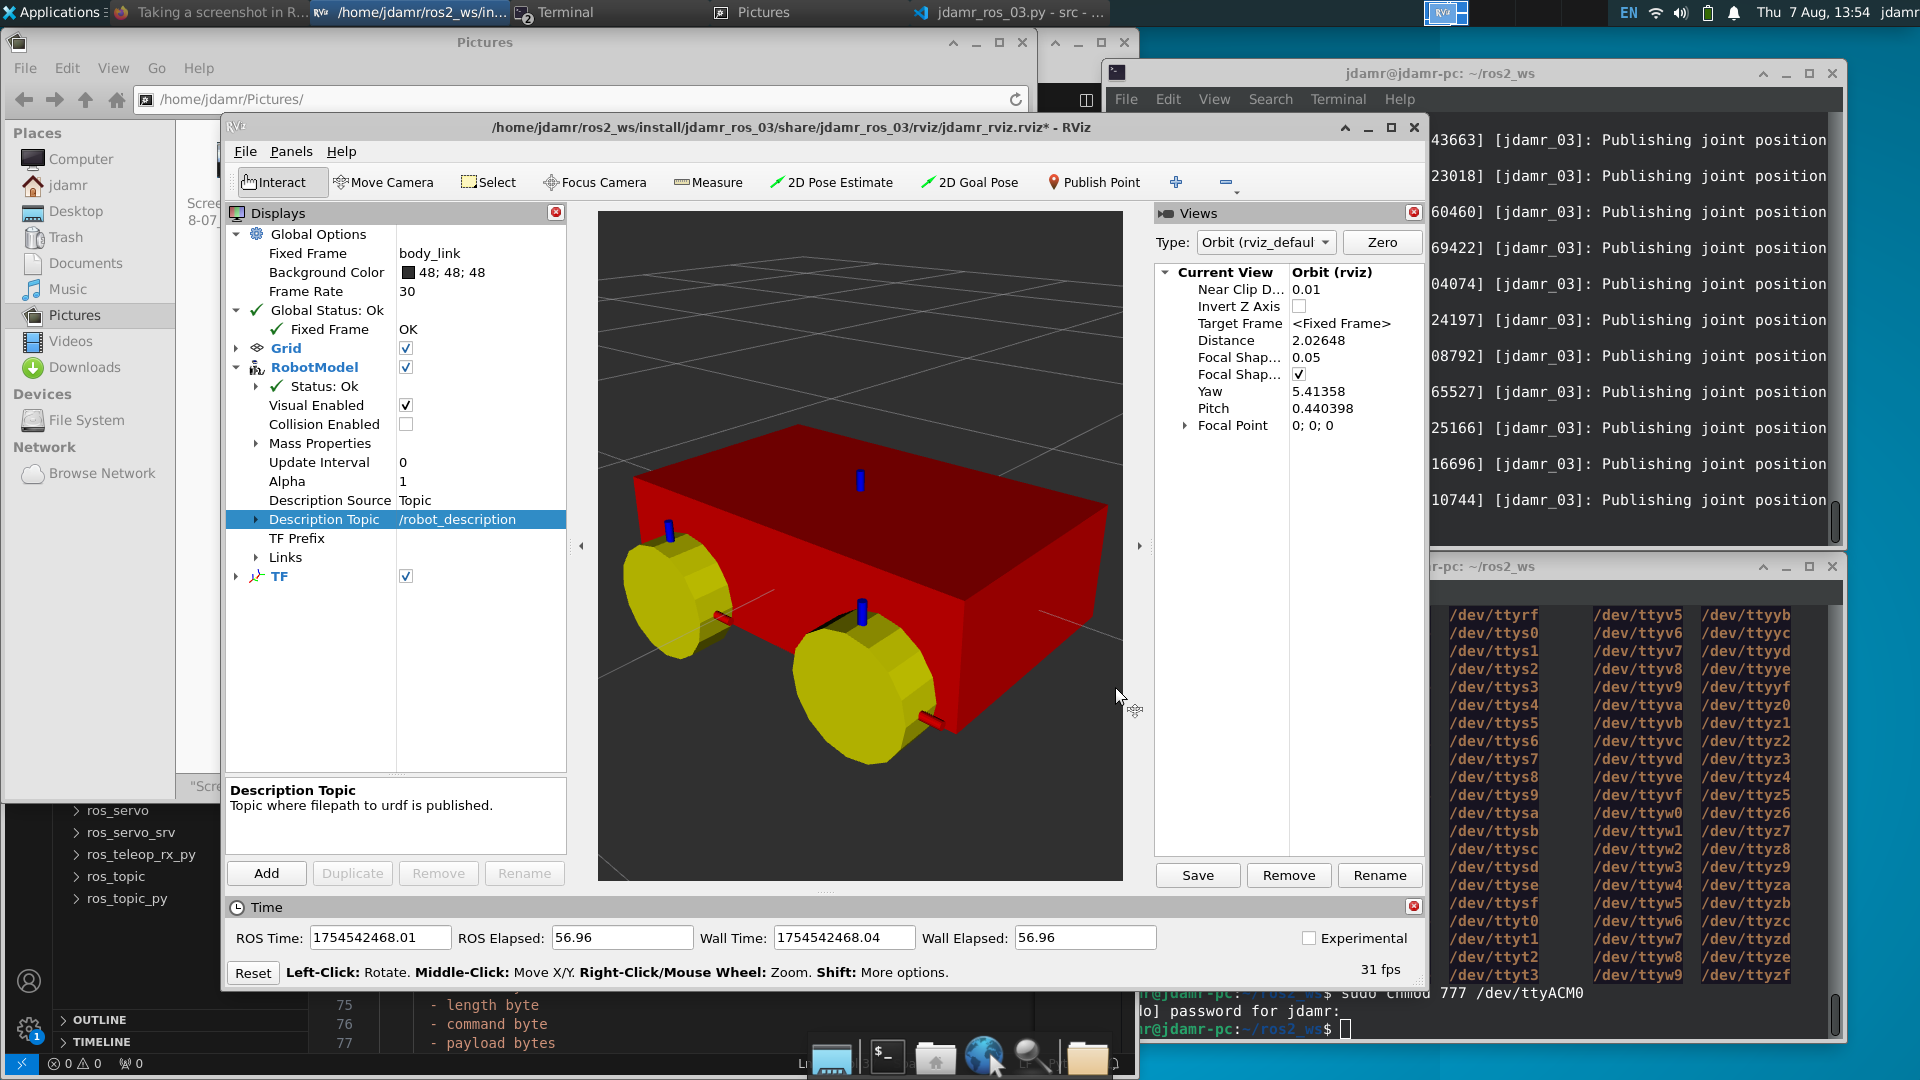 Applications
Taking a screenshot in R...
/home/jdamr/ros2_ws/in...
2
Terminal
Pictures
jdamr_ros_03.py - src - ...
RViz
EN
Thu 7 Aug, 13:54
jdamr
Pictures
File Edit View Go Help
/home/jdamr/Pictures/
Places
Computer
jdamr
Desktop
Trash
Documents
Music
Pictures
Videos
Downloads
Devices
File System
Network
Browse Network
Scree
8-07_
"Scre
/home/jdamr/ros2_ws/install/jdamr_ros_03/share/jdamr_ros_03/rviz/jdamr_rviz.rviz* - RViz
File Panels Help
Interact Move Camera Select Focus Camera Measure 2D Pose Estimate 2D Goal Pose Publish Point
Displays
Global Options
Fixed Frame body_link
Background Color 48; 48; 48
Frame Rate 30
Global Status: Ok
Fixed Frame OK
Grid
RobotModel
Status: Ok
Visual Enabled
Collision Enabled
Mass Properties
Update Interval 0
Alpha 1
Description Source Topic
Description Topic /robot_description
TF Prefix
Links
TF
Description Topic
Topic where filepath to urdf is published.
Add Duplicate Remove Rename
Views
Type: Orbit (rviz_defaul Zero
Current View Orbit (rviz)
Near Clip D... 0.01
Invert Z Axis
Target Frame <Fixed Frame>
Distance 2.02648
Focal Shap... 0.05
Focal Shap...
Yaw 5.41358
Pitch 0.440398
Focal Point 0; 0; 0
Save Remove Rename
Time
ROS Time: 1754542468.01 ROS Elapsed: 56.96 Wall Time: 1754542468.04 Wall Elapsed: 56.96 Experimental
Reset Left-Click: Rotate. Middle-Click: Move X/Y. Right-Click/Mouse Wheel: Zoom. Shift: More options. 31 fps
jdamr@jdamr-pc: ~/ros2_ws
File Edit View Search Terminal Help
43663] [jdamr_03]: Publishing joint position
23018] [jdamr_03]: Publishing joint position
60460] [jdamr_03]: Publishing joint position
69422] [jdamr_03]: Publishing joint position
04074] [jdamr_03]: Publishing joint position
24197] [jdamr_03]: Publishing joint position
08792] [jdamr_03]: Publishing joint position
65527] [jdamr_03]: Publishing joint position
25166] [jdamr_03]: Publishing joint position
16696] [jdamr_03]: Publishing joint position
10744] [jdamr_03]: Publishing joint position
r-pc: ~/ros2_ws
/dev/ttyrf /dev/ttyv5 /dev/ttyyb
/dev/ttys0 /dev/ttyv6 /dev/ttyyc
/dev/ttys1 /dev/ttyv7 /dev/ttyyd
/dev/ttys2 /dev/ttyv8 /dev/ttyye
/dev/ttys3 /dev/ttyv9 /dev/ttyyf
/dev/ttys4 /dev/ttyva /dev/ttyz0
/dev/ttys5 /dev/ttyvb /dev/ttyz1
/dev/ttys6 /dev/ttyvc /dev/ttyz2
/dev/ttys7 /dev/ttyvd /dev/ttyz3
/dev/ttys8 /dev/ttyve /dev/ttyz4
/dev/ttys9 /dev/ttyvf /dev/ttyz5
/dev/ttysa /dev/ttyw0 /dev/ttyz6
/dev/ttysb /dev/ttyw1 /dev/ttyz7
/dev/ttysc /dev/ttyw2 /dev/ttyz8
/dev/ttysd /dev/ttyw3 /dev/ttyz9
/dev/ttyse /dev/ttyw4 /dev/ttyza
/dev/ttysf /dev/ttyw5 /dev/ttyzb
/dev/ttyt0 /dev/ttyw6 /dev/ttyzc
/dev/ttyt1 /dev/ttyw7 /dev/ttyzd
/dev/ttyt2 /dev/ttyw8 /dev/ttyze
/dev/ttyt3 /dev/ttyw9 /dev/ttyzf
r@jdamr-pc:~/ros2_ws$ sudo chmod 777 /dev/ttyACM0
do] password for jdamr:
r@jdamr-pc:~/ros2_ws$
ros_servo
ros_servo_srv
ros_teleop_rx_py
ros_topic
ros_topic_py
OUTLINE
TIMELINE
1
75 - length byte
76 - command byte
77 - payload bytes
0 0 0